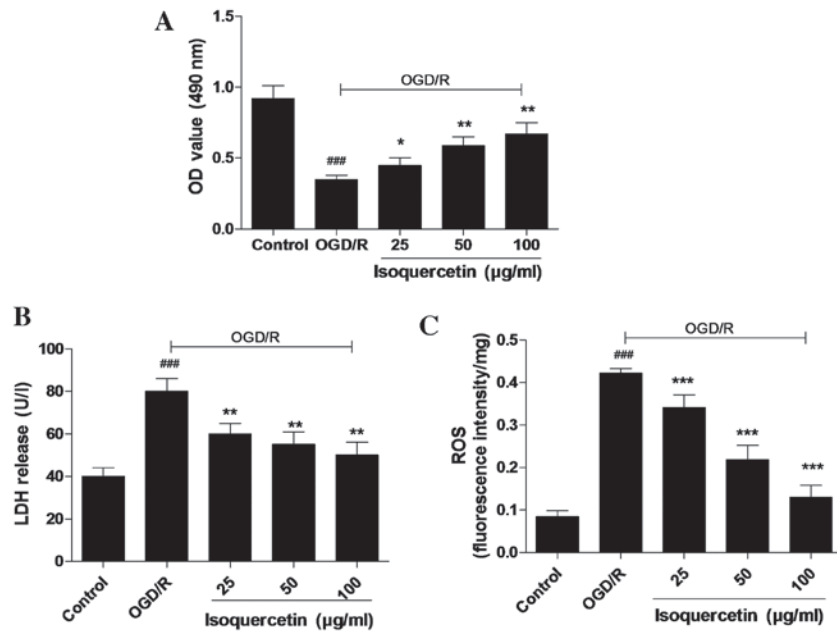 A
OD value (490 nm)
1.5
1.0
0.5
0.0
OGD/R
###
*
**
**
Control OGD/R 25 50 100
Isoquercetin (µg/ml)
B
LDH release (U/l)
100
80
60
40
20
0
OGD/R
###
**
**
**
Control OGD/R 25 50 100
Isoquercetin (µg/ml)
C
ROS
(fluorescence intensity/mg)
0.5
0.4
0.3
0.2
0.1
0.0
OGD/R
###
***
***
***
Control OGD/R 25 50 100
Isoquercetin (µg/ml)